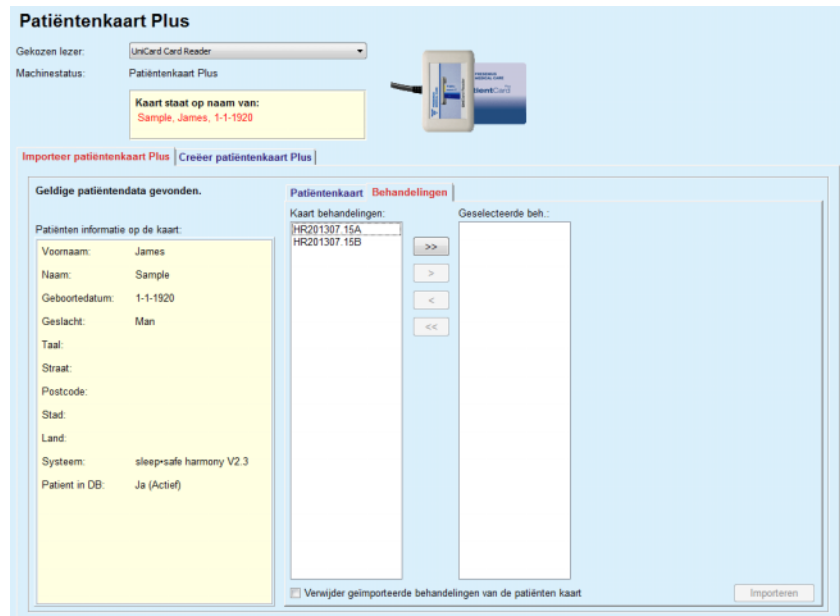 Patiëntenkaart Plus
Gekozen lezer: UniCard Card Reader
Machinestatus: Patiëntenkaart Plus
Kaart staat op naam van:
Sample, James, 1-1-1920
FRESENIUS
MEDICAL CARE
tientCard
Importeer patiëntenkaart Plus Creëer patiëntenkaart Plus
Geldige patiëntendata gevonden.
Patiënten informatie op de kaart:
Voornaam: James
Naam: Sample
Geboortedatum: 1-1-1920
Geslacht: Man
Taal:
Straat:
Postcode:
Stad:
Land:
Systeem: sleep•safe harmony V2.3
Patient in DB: Ja (Actief)
Patiëntenkaart Behandelingen
Kaart behandelingen: Geselecteerde beh.:
HR201307.15A
HR201307.15B
>>
>
<
<<
Verwijder geïmporteerde behandelingen van de patiënten kaart
Importeren